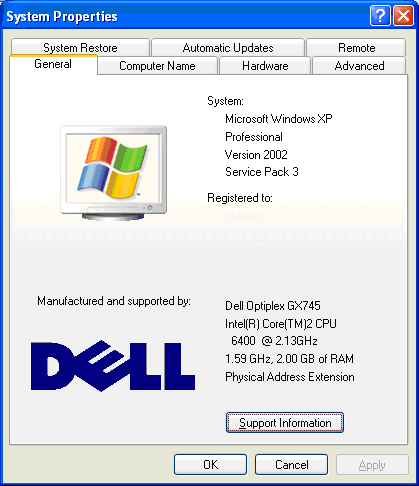 System Properties
System Restore
Automatic Updates
Remote
General
Computer Name
Hardware
Advanced
System:
Microsoft Windows XP
Professional
Version 2002
Service Pack 3
Registered to:
Manufactured and supported by:
DELL
Dell Optiplex GX745
Intel(R) Core(TM)2 CPU
6400 @ 2.13GHz
1.59 GHz, 2.00 GB of RAM
Physical Address Extension
Support Information
OK
Cancel
Apply